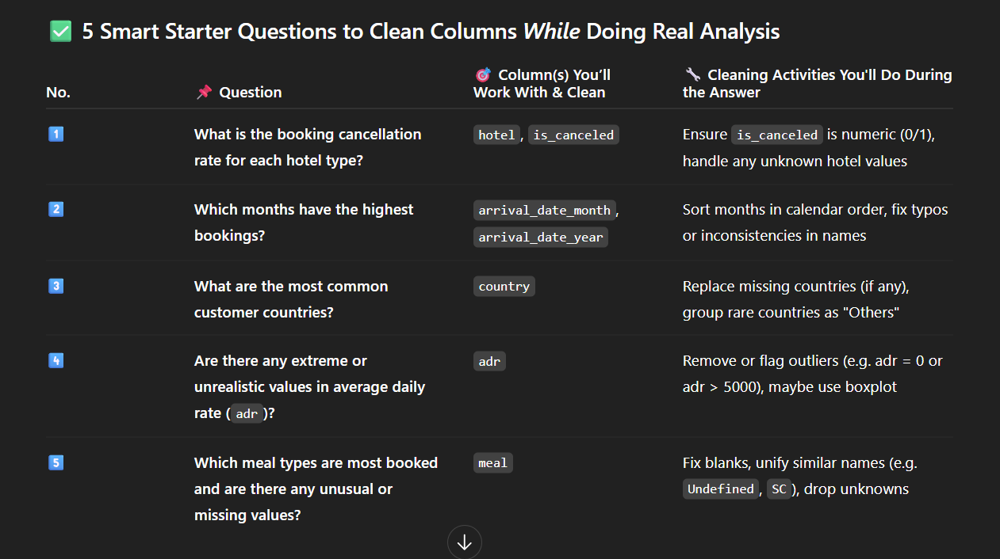 ✅ 5 Smart Starter Questions to Clean Columns While Doing Real Analysis
No.
📌 Question
🎯 Column(s) You'll
Work With & Clean
🔧 Cleaning Activities You'll Do During
the Answer
1️⃣
What is the booking cancellation
rate for each hotel type?
hotel, is_canceled
Ensure is_canceled is numeric (0/1),
handle any unknown hotel values
2️⃣
Which months have the highest
bookings?
arrival_date_month,
arrival_date_year
Sort months in calendar order, fix typos
or inconsistencies in names
3️⃣
What are the most common
customer countries?
country
Replace missing countries (if any),
group rare countries as "Others"
4️⃣
Are there any extreme or
unrealistic values in average daily
rate (adr)?
adr
Remove or flag outliers (e.g. adr = 0 or
adr > 5000), maybe use boxplot
5️⃣
Which meal types are most booked
and are there any unusual or
missing values?
meal
Fix blanks, unify similar names (e.g.
Undefined, SC), drop unknowns